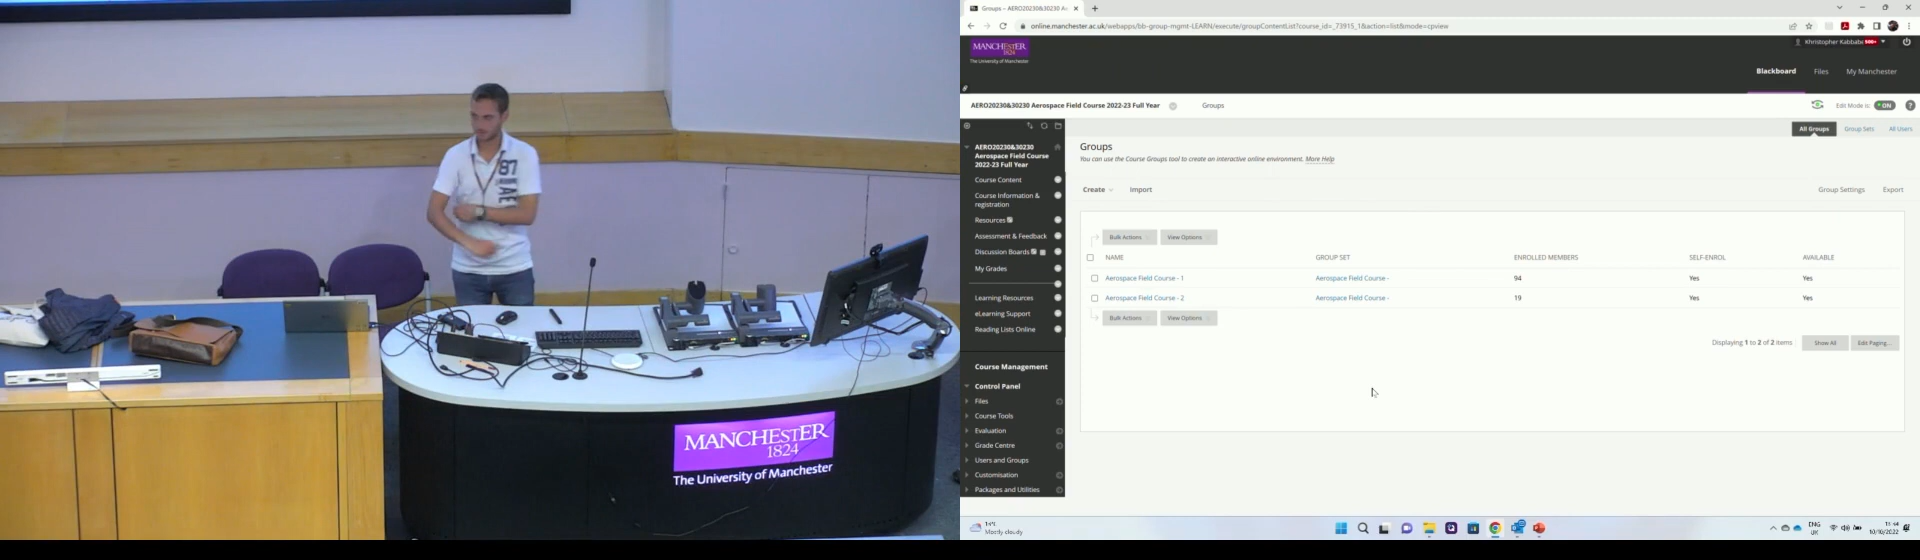 87
MANCHEstER
1824
The University of Manchester
Groups – AERO20230&30230 A
online.manchester.ac.uk/webapps/bb-group-mgmt-LEARN/execute/groupContentList?course_id=_73915_1&action=list&mode=cpview
MANCHEstER
1824
The University of Manchester
Khristopher Kabbabe
Blackboard Files My Manchester
AERO20230&30230 Aerospace Field Course 2022-23 Full Year Groups
Edit Mode is: ON ?
All Groups Group Sets All Users
AERO20230&30230
Aerospace Field Course
2022-23 Full Year
Course Content
Course Information &
registration
Resources
Assessment & Feedback
Discussion Boards
My Grades
Learning Resources
eLearning Support
Reading Lists Online
Course Management
Control Panel
Files
Course Tools
Evaluation
Grade Centre
Users and Groups
Customisation
Packages and Utilities
Groups
You can use the Course Groups tool to create an interactive online environment. More Help
Create Import Group Settings Export
Bulk Actions View Options
NAME GROUP SET ENROLLED MEMBERS SELF-ENROL AVAILABLE
Aerospace Field Course - 1 Aerospace Field Course - 94 Yes Yes
Aerospace Field Course - 2 Aerospace Field Course - 19 Yes Yes
Bulk Actions View Options
Displaying 1 to 2 of 2 items Show All Edit Paging...
Mostly cloudy
ENG
UK
10/10/2022